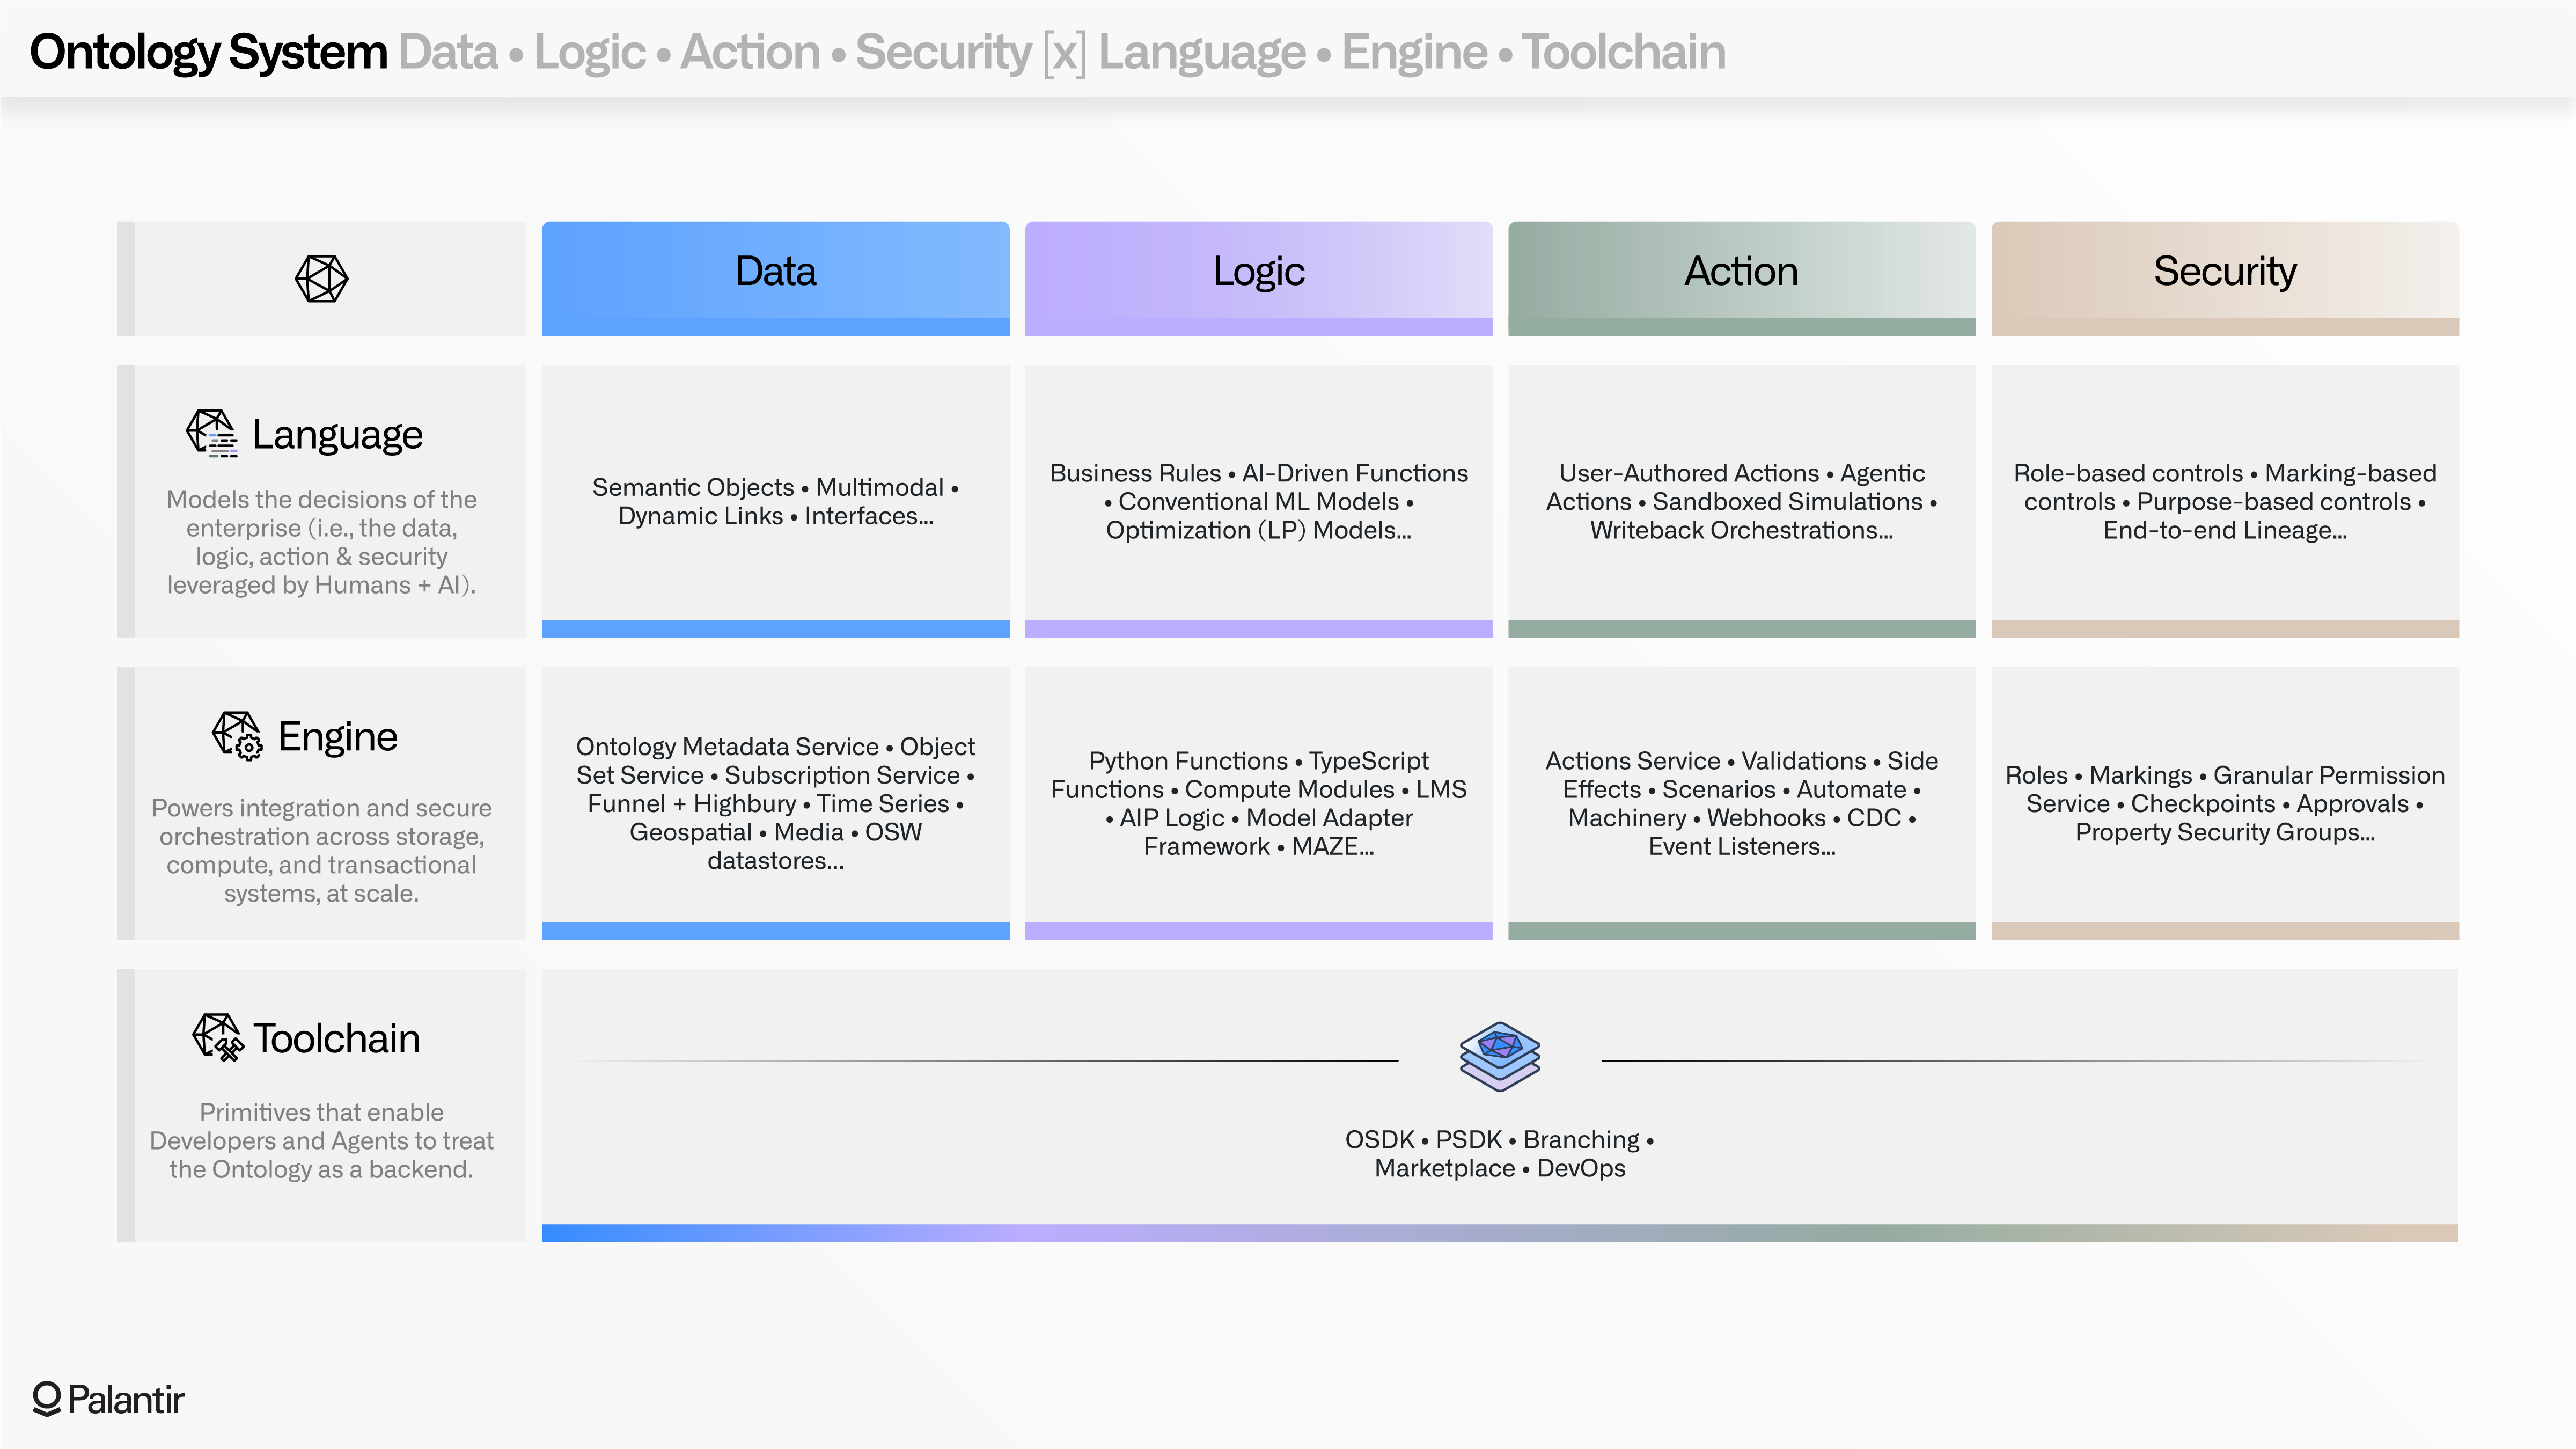 Ontology System Data • Logic • Action • Security [x] Language • Engine • Toolchain
Data
Logic
Action
Security
Language
Models the decisions of the
enterprise (i.e., the data,
logic, action & security
leveraged by Humans + AI).
Semantic Objects • Multimodal •
Dynamic Links • Interfaces...
Business Rules • AI-Driven Functions
• Conventional ML Models •
Optimization (LP) Models...
User-Authored Actions • Agentic
Actions • Sandboxed Simulations •
Writeback Orchestrations...
Role-based controls • Marking-based
controls • Purpose-based controls •
End-to-end Lineage...
Engine
Powers integration and secure
orchestration across storage,
compute, and transactional
systems, at scale.
Ontology Metadata Service • Object
Set Service • Subscription Service •
Funnel + Highbury • Time Series •
Geospatial • Media • OSW
datastores...
Python Functions • TypeScript
Functions • Compute Modules • LMS
• AIP Logic • Model Adapter
Framework • MAZE...
Actions Service • Validations • Side
Effects • Scenarios • Automate •
Machinery • Webhooks • CDC •
Event Listeners...
Roles • Markings • Granular Permission
Service • Checkpoints • Approvals •
Property Security Groups...
Toolchain
Primitives that enable
Developers and Agents to treat
the Ontology as a backend.
OSDK • PSDK • Branching •
Marketplace • DevOps
Palantir